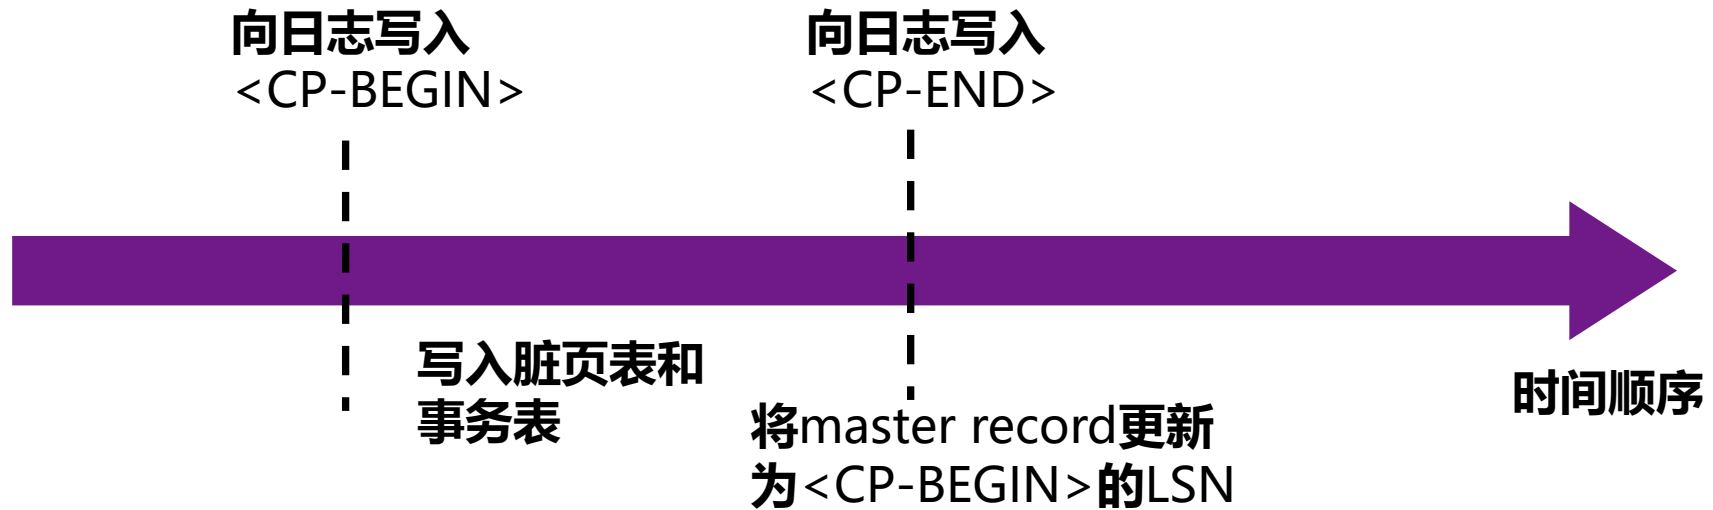 向日志写入
<CP-BEGIN>
向日志写入
<CP-END>
写入脏页表和
事务表
将master record更新
为<CP-BEGIN>的LSN
时间顺序